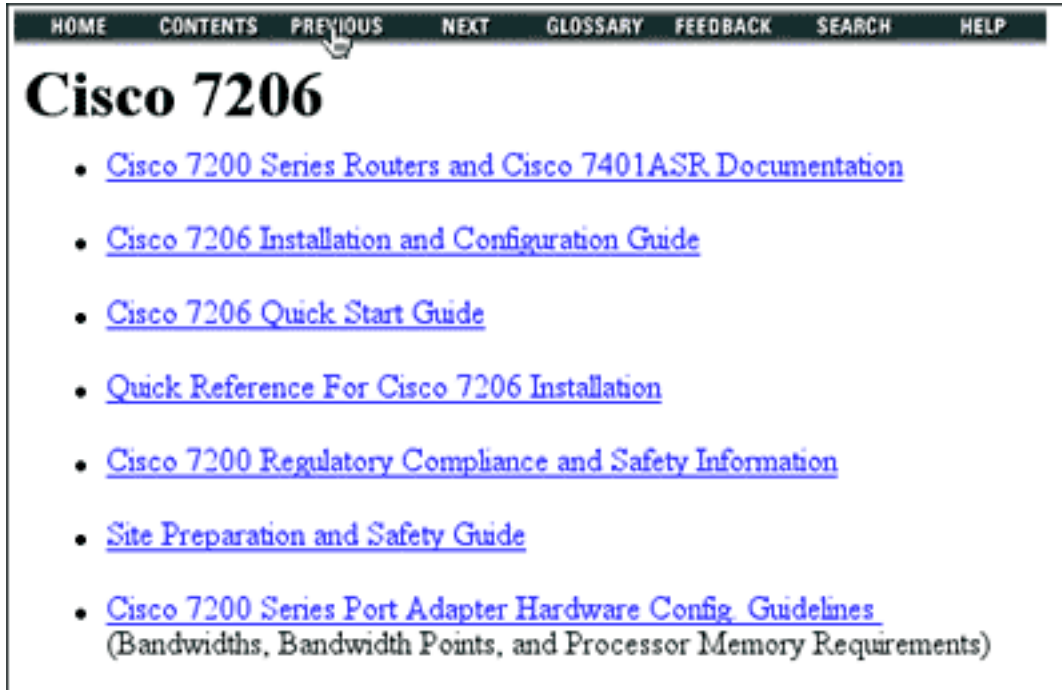 HOME CONTENTS PREVIOUS NEXT GLOSSARY FEEDBACK SEARCH HELP
Cisco 7206
Cisco 7200 Series Routers and Cisco 7401ASR Documentation
Cisco 7206 Installation and Configuration Guide
Cisco 7206 Quick Start Guide
Quick Reference For Cisco 7206 Installation
Cisco 7200 Regulatory Compliance and Safety Information
Site Preparation and Safety Guide
Cisco 7200 Series Port Adapter Hardware Config. Guidelines
(Bandwidths, Bandwidth Points, and Processor Memory Requirements)